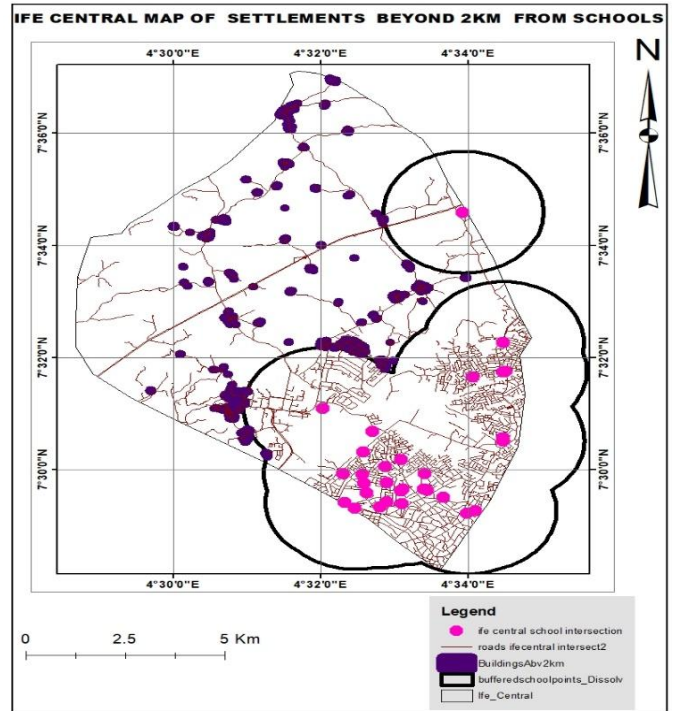 IFE CENTRAL MAP OF SETTLEMENTS BEYOND 2KM FROM SCHOOLS
N
4°30'0"E 4°32'0"E 4°34'0"E
7°36'0"N 7°36'0"N
7°34'0"N 7°34'0"N
7°32'0"N 7°32'0"N
7°30'0"N 7°30'0"N
4°30'0"E 4°32'0"E 4°34'0"E
0 2.5 5 Km
Legend
ife central school intersection
roads ifecentral intersect2
BuildingsAbv2km
bufferedschoolpoints_Dissolv
Ife_Central